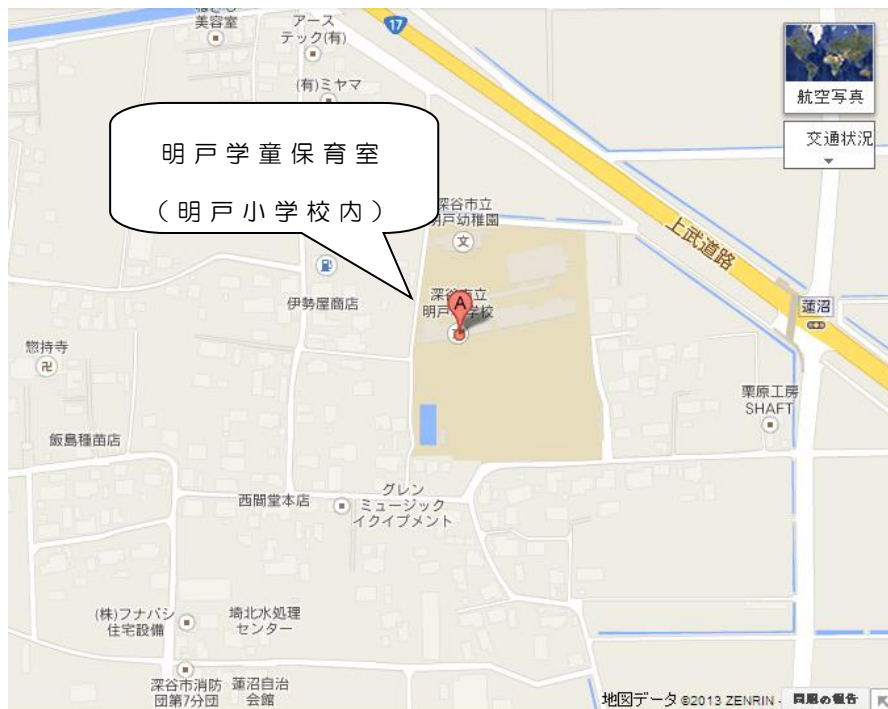 美容室
アース
テック(有)
17
(有)ミヤマ
航空写真
交通状況
明戸学童保育室
(明戸小学校内)
深谷市立
明戸幼稚園
文
上武道路
伊勢屋商店
深谷市立
明戸小学校
A
蓮沼
惣持寺
卍
栗原工房
SHAFT
飯島種苗店
西間堂本店
グレン
ミュージック
イクイプメント
(株)フナバシ
住宅設備
埼北水処理
センター
深谷市消防
団第7分団
蓮沼自治
会館
地図データ ©2013 ZENRIN -
問題の報告